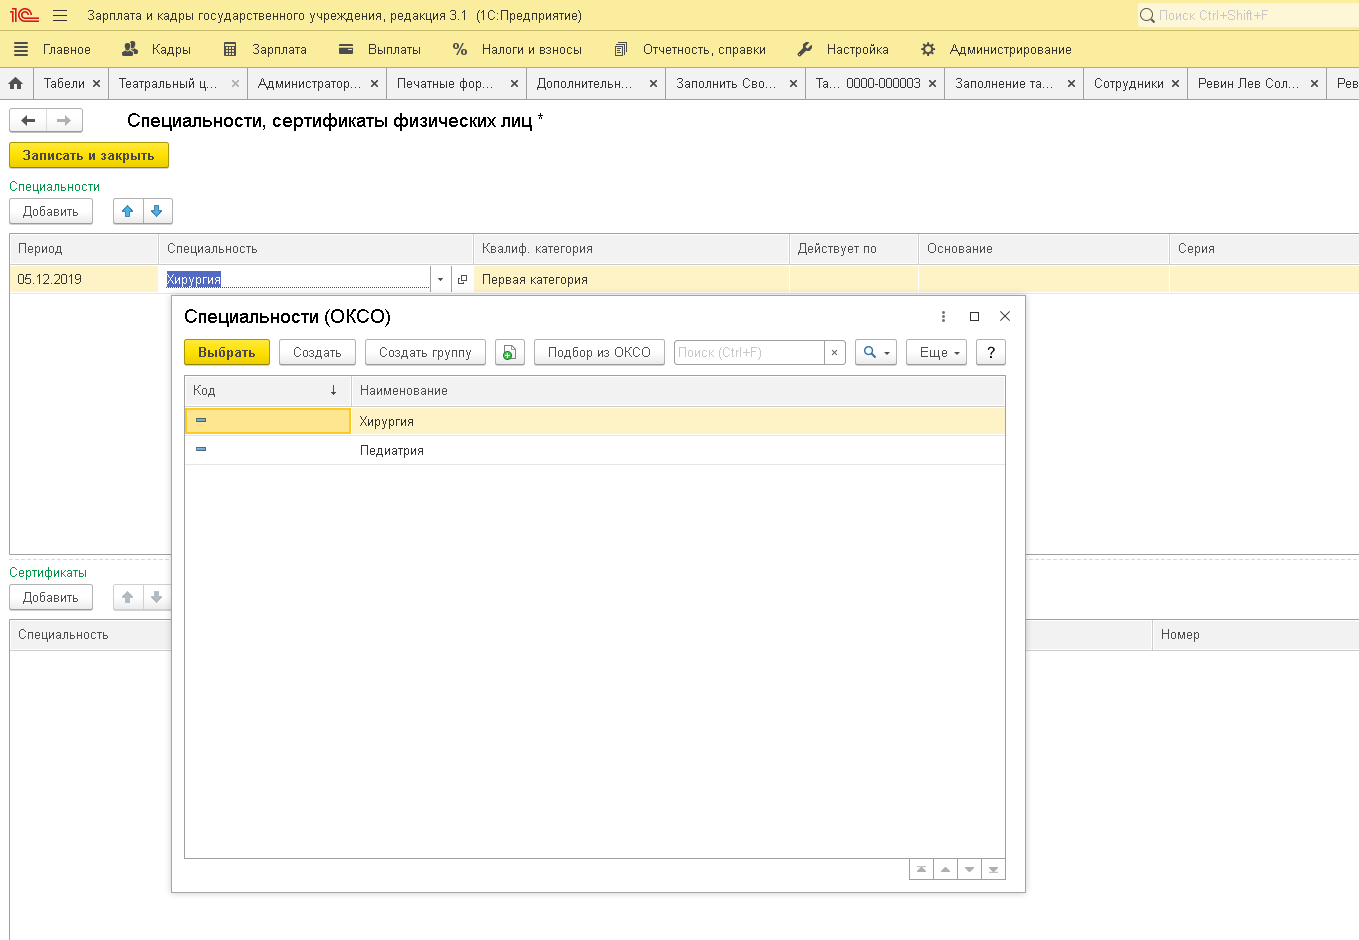 1С Зарплата и кадры государственного учреждения, редакция 3.1 (1С:Предприятие) Поиск Ctrl+Shift+F
Главное Кадры Зарплата Выплаты % Налоги и взносы Отчетность, справки Настройка Администрирование
Табели × Театральный ц... × Администратор... × Печатные фор... × Дополнительн... × Заполнить Сво... × Та... 0000-000003 × Заполнение та... × Сотрудники × Ревин Лев Сол... × Рев
Специальности, сертификаты физических лиц *
Записать и закрыть
Специальности
Добавить
Период Специальность Квалиф. категория Действует по Основание Серия
05.12.2019 Хирургия Первая категория
Специальности (ОКСО)
Выбрать Создать Создать группу Подбор из ОКСО Поиск (Ctrl+F) × Еще ?
Код ↓ Наименование
Хирургия
Педиатрия
Сертификаты
Добавить
Специальность Номер